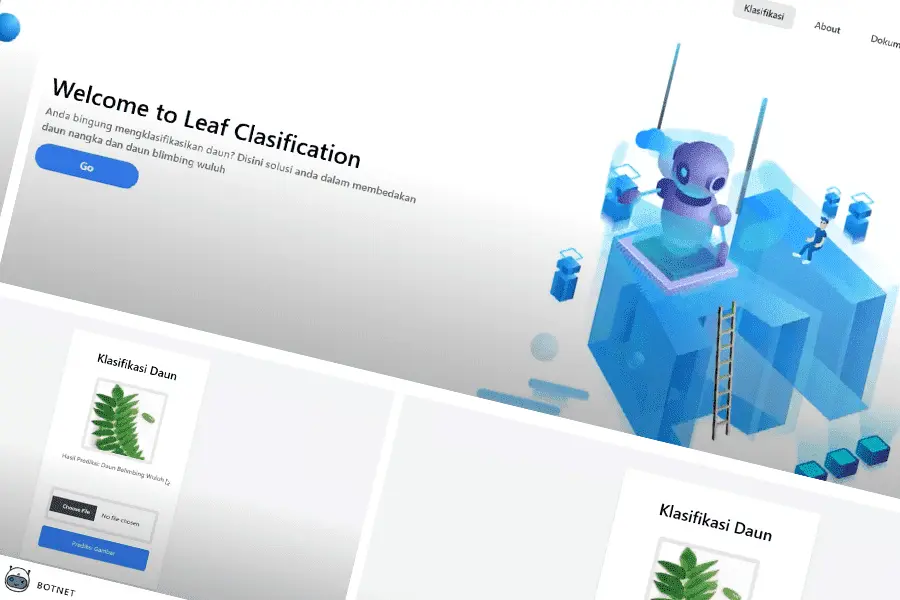 Klasifikasi
About
Dokum
Welcome to Leaf Clasification
Anda bingung mengklasifikasikan daun? Disini solusi anda dalam membedakan
daun nangka dan daun blimbing wuluh
Go
Klasifikasi Daun
Hasil Prediksi: Daun Belimbing Wuluh
Choose File No file chosen
Prediksi Gambar
BOTNET
Klasifikasi Daun